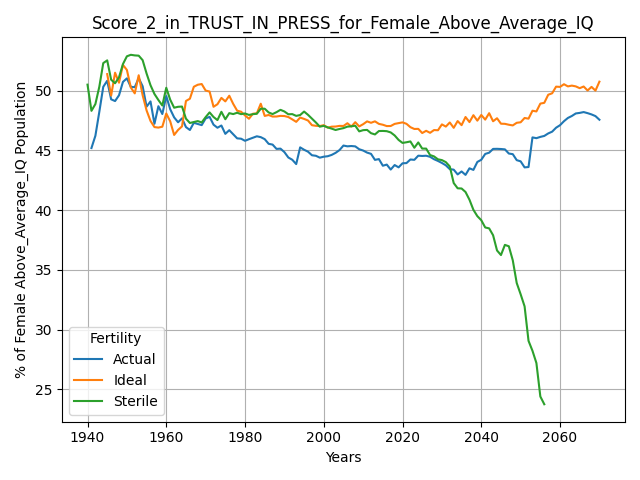 Score_2_in_TRUST_IN_PRESS_for_Female_Above_Average_IQ
% of Female Above_Average_IQ Population
50
45
40
35
30
25
Fertility
Actual
Ideal
Sterile
1940 1960 1980 2000 2020 2040 2060
Years